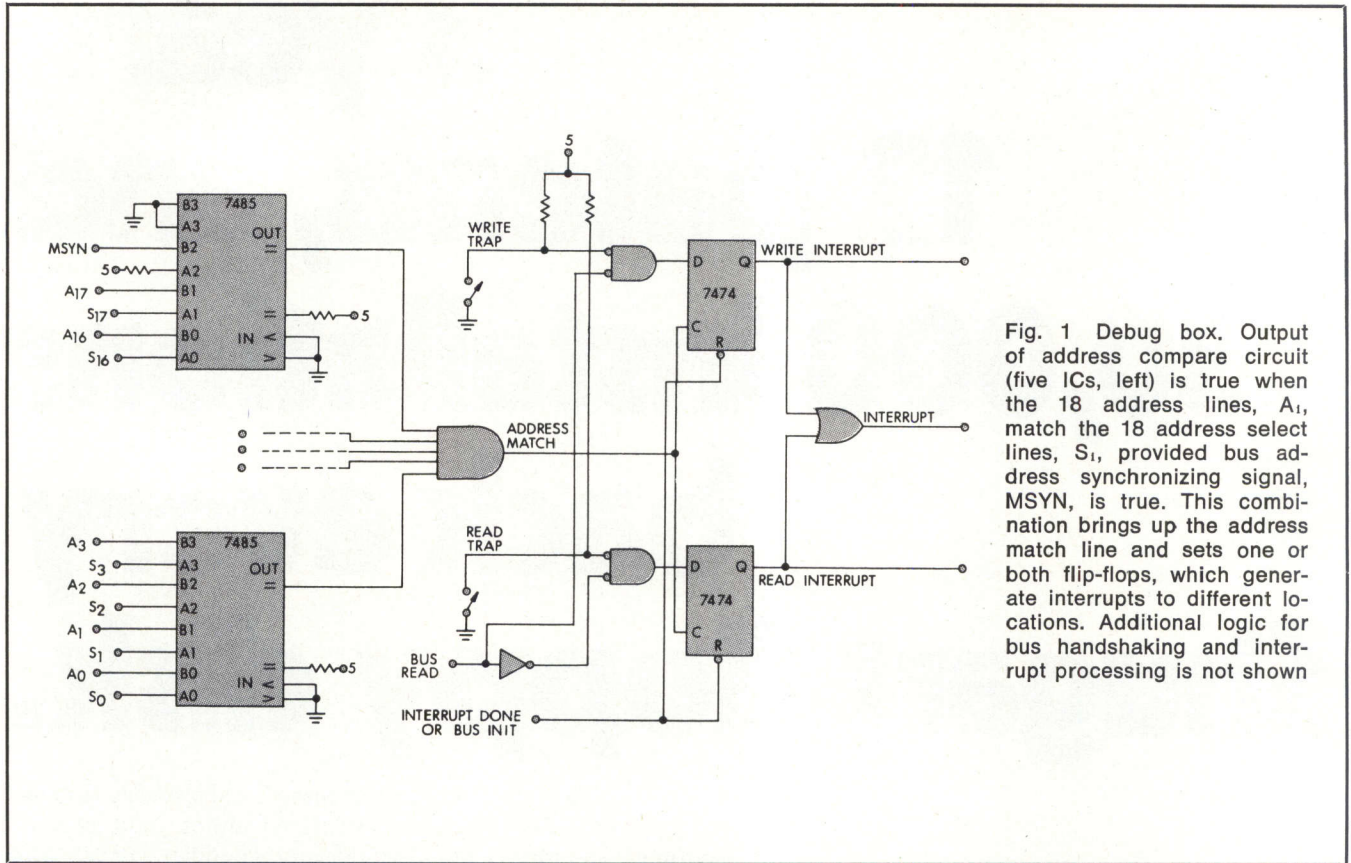 5
B3 7485
A3
OUT
MSYN B2 =
5 A2
A17 B1
S17 A1 = 5
A16 B0 IN <
S16 A0 >
WRITE
TRAP
D Q
WRITE INTERRUPT
7474
C
R
ADDRESS
MATCH
INTERRUPT
A3 B3 7485
S3 A3 OUT
A2 B2 =
S2 A2
A1 B1
S1 A1 = 5
A0 B0 IN <
S0 A0 >
READ
TRAP
D Q
READ INTERRUPT
7474
C
R
BUS
READ
INTERRUPT DONE
OR BUS INIT
Fig. 1 Debug box. Output
of address compare circuit
(five ICs, left) is true when
the 18 address lines, A1,
match the 18 address select
lines, S1, provided bus ad-
dress synchronizing signal,
MSYN, is true. This combi-
nation brings up the address
match line and sets one or
both flip-flops, which gener-
ate interrupts to different lo-
cations. Additional logic for
bus handshaking and inter-
rupt processing is not shown